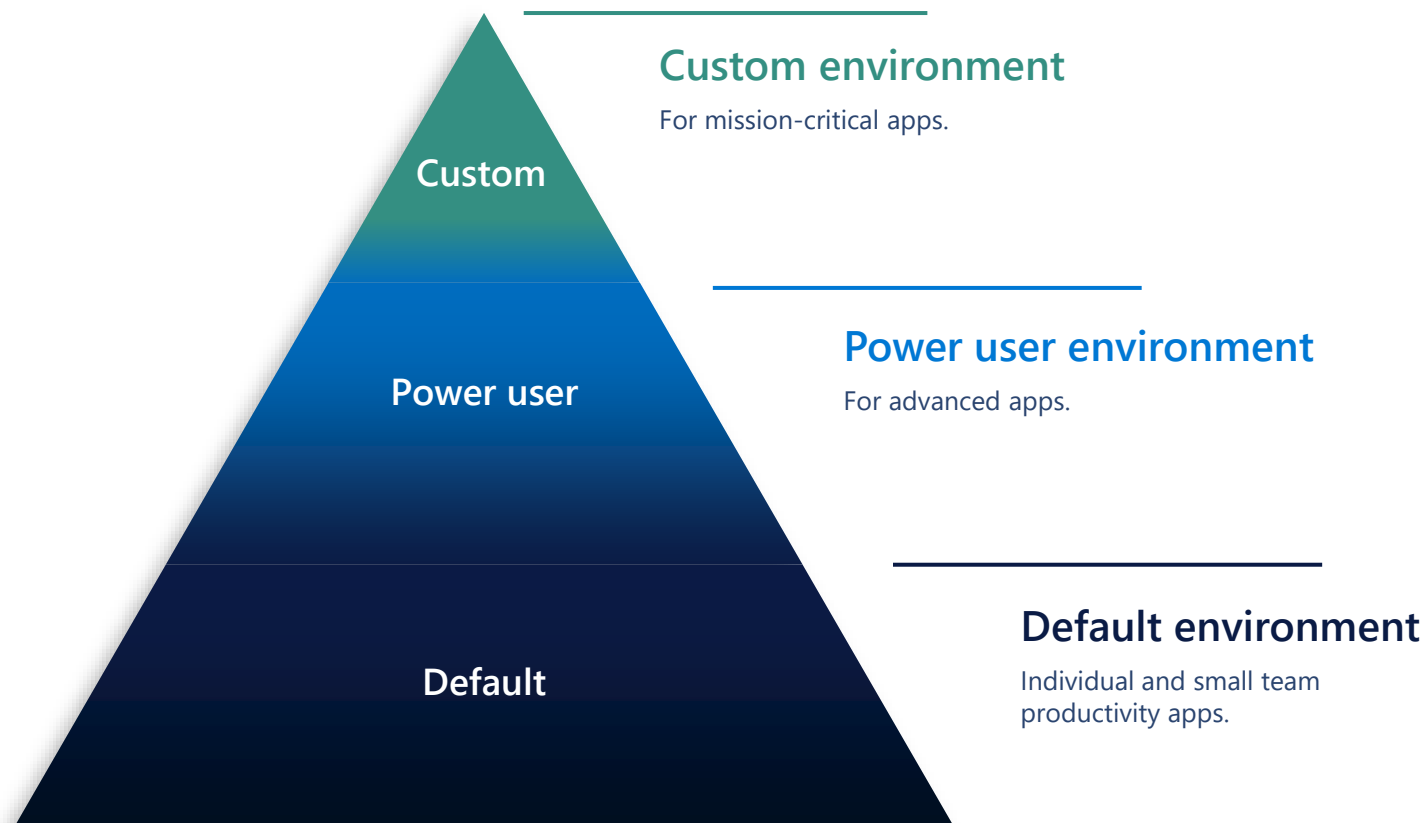 Custom environment
For mission-critical apps.
Custom
Power user environment
For advanced apps.
Power user
Default environment
Individual and small team
productivity apps.
Default